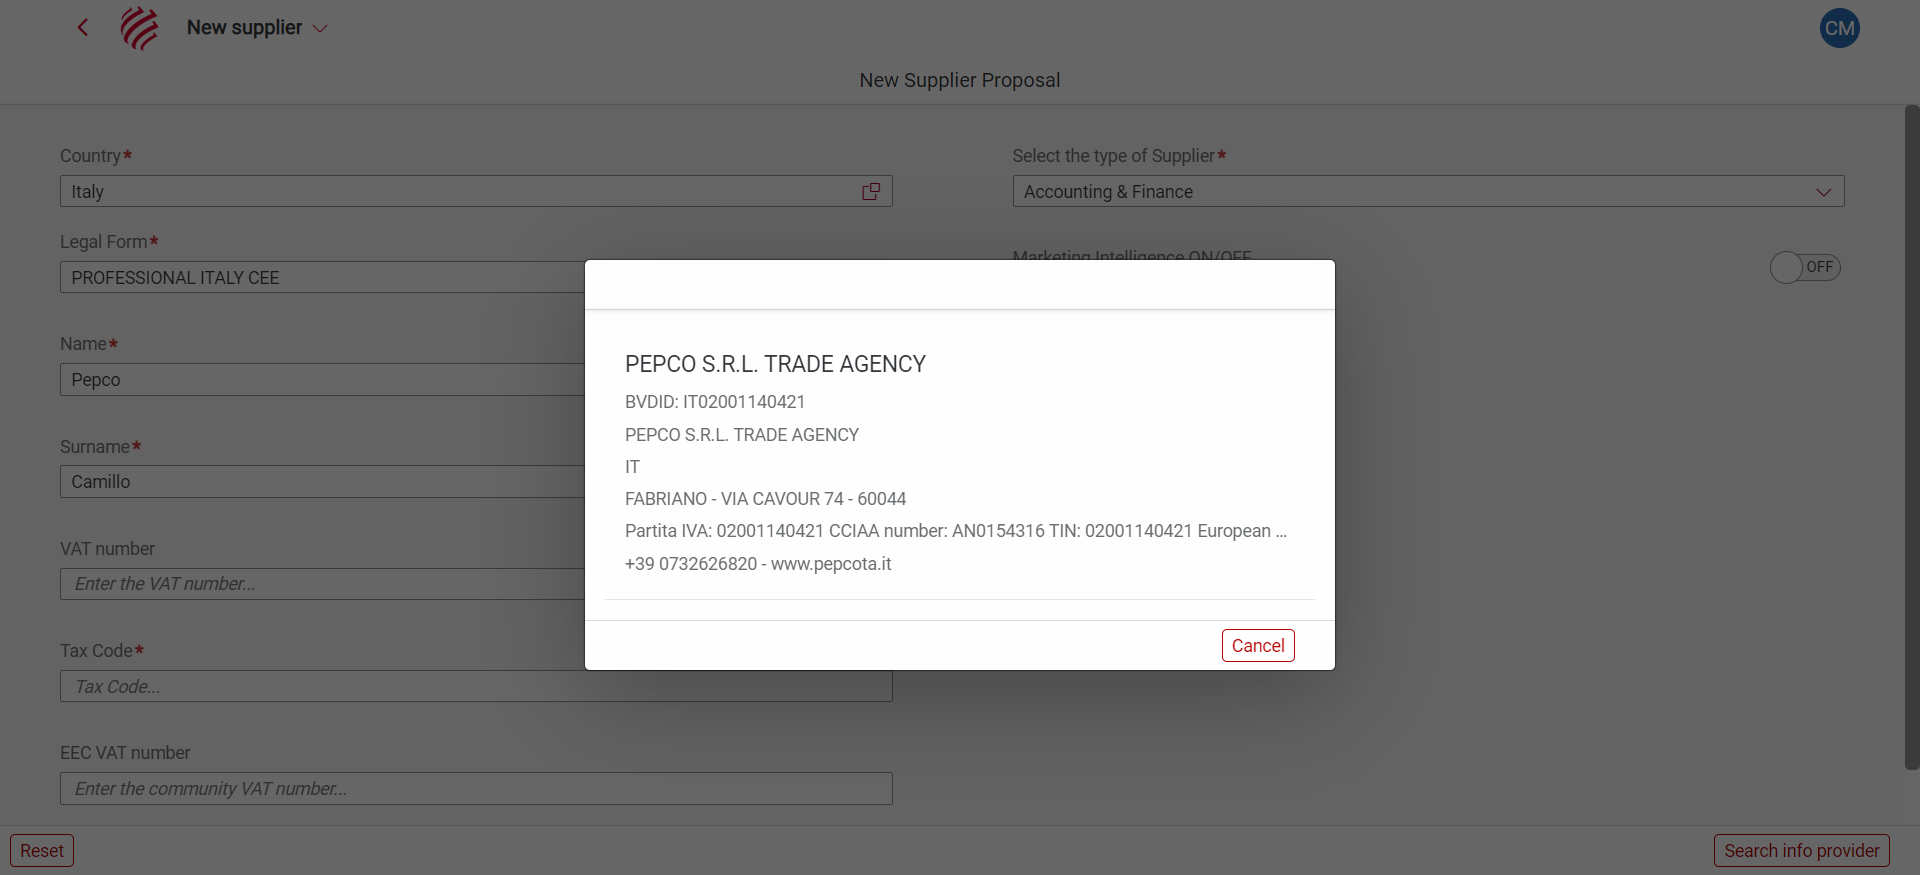 New supplier
CM
New Supplier Proposal
Country*
Italy
Select the type of Supplier*
Accounting & Finance
Legal Form*
PROFESSIONAL ITALY CEE
Marketing Intelligence ON/OFF
OFF
Name*
Pepco
Surname*
Camillo
VAT number
Enter the VAT number...
Tax Code*
Tax Code...
EEC VAT number
Enter the community VAT number...
PEPCO S.R.L. TRADE AGENCY
BVDID: IT02001140421
PEPCO S.R.L. TRADE AGENCY
IT
FABRIANO - VIA CAVOUR 74 - 60044
Partita IVA: 02001140421 CCIAA number: AN0154316 TIN: 02001140421 European ...
+39 0732626820 - www.pepcota.it
Cancel
Reset
Search info provider